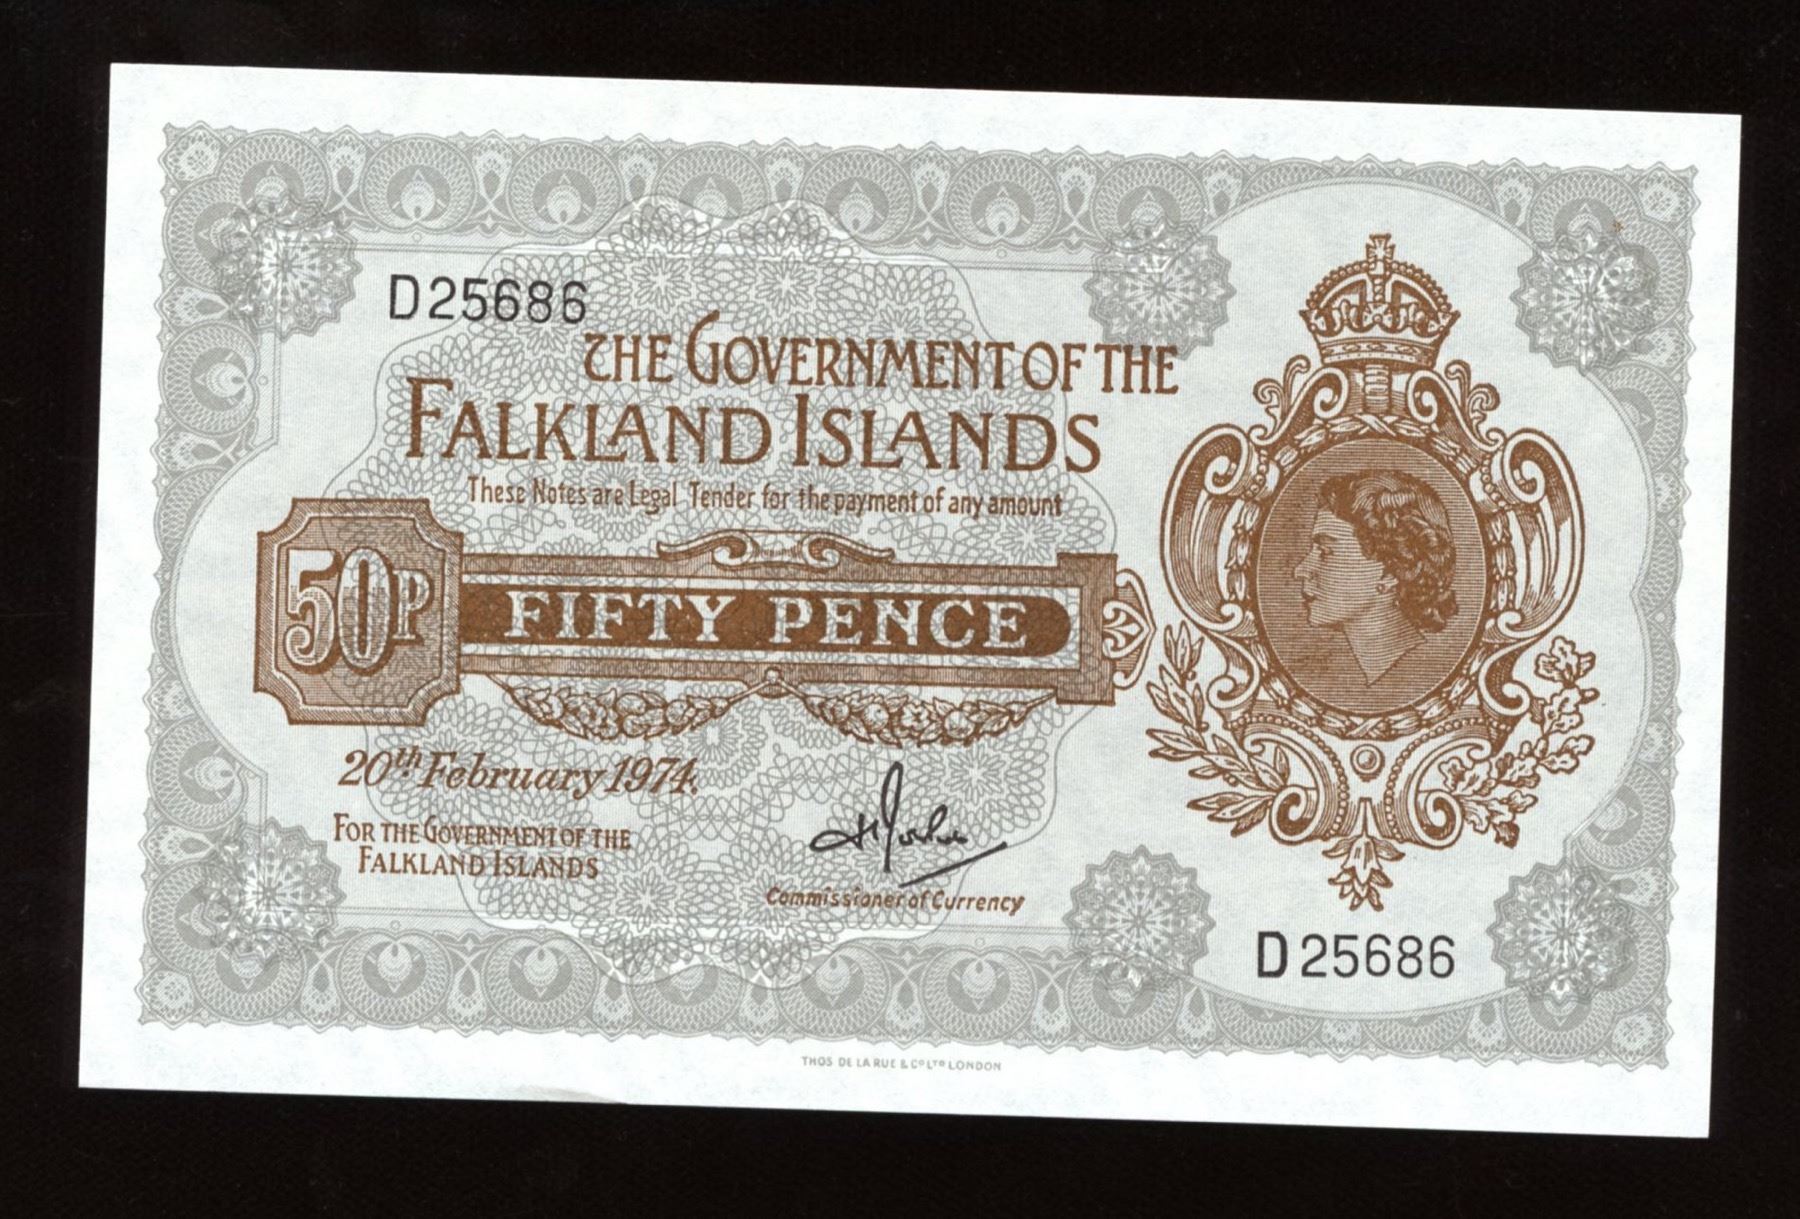 D25686
THE GOVERNMENT OF THE
FALKLAND ISLANDS
These Notes are Legal Tender for the payment of any amount
50P
FIFTY PENCE
20th February 1974.
FOR THE GOVERNMENT OF THE
FALKLAND ISLANDS
Commissioner of Currency
D25686
THOS DE LA RUE & CO LTD LONDON